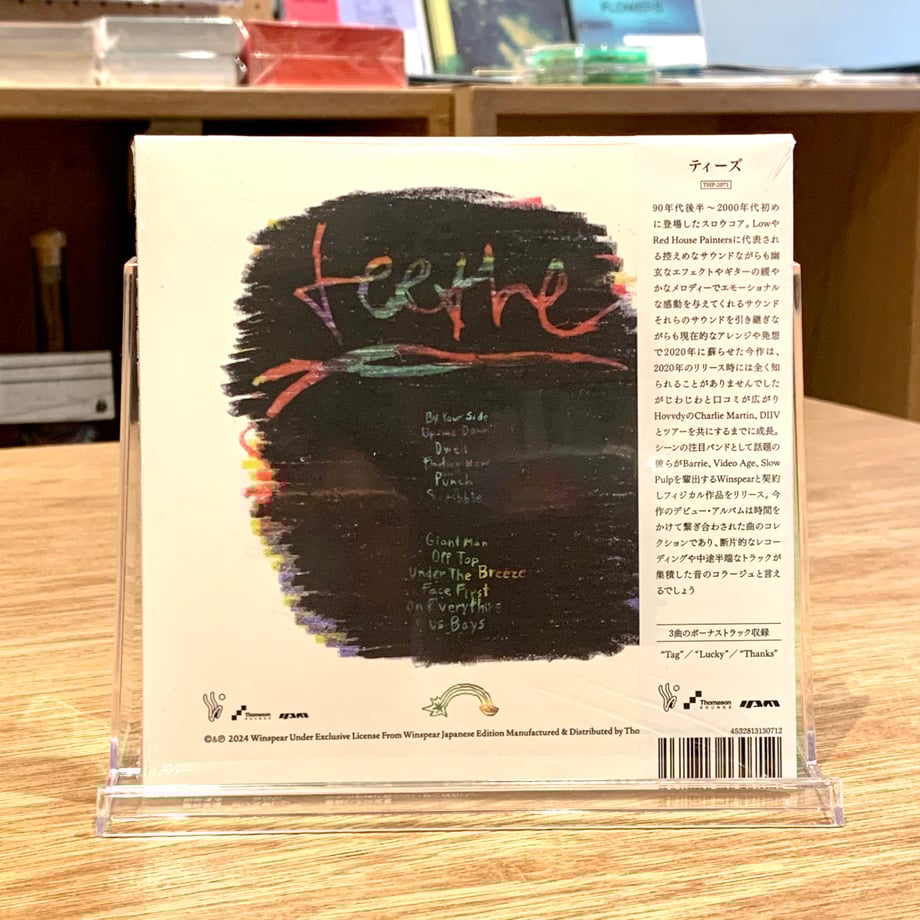 FLOWERS
teethe
By Your Side
Up and Down
Dwell
Punch
Scribble
Giant Man
Off Top
Under The Breeze
Face First
On Everything
Us Boys
Thomason
SOUNDS
©&℗ 2024 Winspear Under Exclusive License From Winspear Japanese Edition Manufactured & Distributed by Tho
ティーズ
TSIP-2071
90年代後半〜2000年代初め
に登場したスロウコア。Lowや
Red House Paintersに代表され
る控えめなサウンドながらも幽
玄なエフェクトやギターの緩や
かなメロディーでエモーショナル
な感動を与えてくれるサウンド
それらのサウンドを引き継ぎな
がらも現在的なアレンジや発想
で2020年に蘇らせた今作は、
2020年のリリース時には全く知
られることがありませんでした
がじわじわと口コミが広がり
HovvdyのCharlie Martin、DIIV
とツアーを共にするまでに成長。
シーンの注目バンドとして話題の
彼らがBarrie、Video Age、Slow
Pulpを輩出するWinspearと契約
しフィジカル作品をリリース。今
作のデビュー・アルバムは時間を
かけて繋ぎ合わされた曲のコレ
クションであり、断片的なレコー
ディングや中途半端なトラックが
集積した音のコラージュと言え
るでしょう
3曲のボーナストラック収録
“Tag”／“Lucky”／“Thanks”
Thomason
SOUNDS
4532813130712